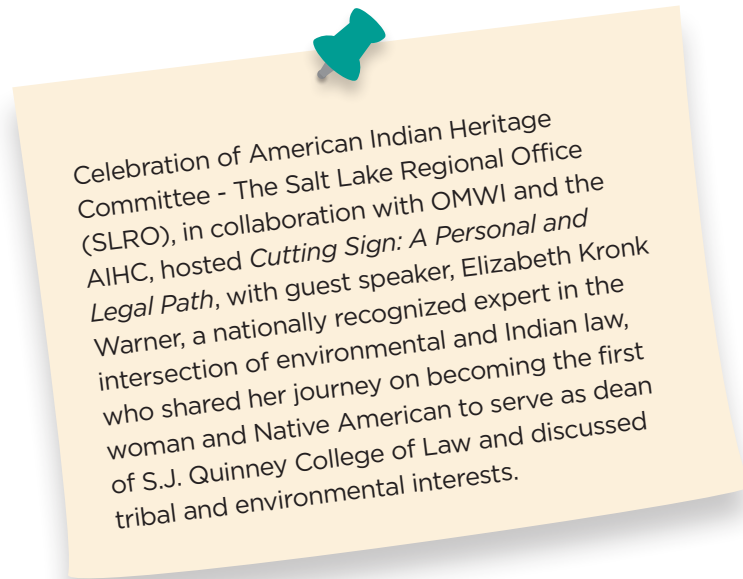 Celebration of American Indian Heritage
Committee - The Salt Lake Regional Office
(SLRO), in collaboration with OMWI and the
AIHC, hosted Cutting Sign: A Personal and
Legal Path, with guest speaker, Elizabeth Kronk
Warner, a nationally recognized expert in the
intersection of environmental and Indian law,
who shared her journey on becoming the first
woman and Native American to serve as dean
of S.J. Quinney College of Law and discussed
tribal and environmental interests.